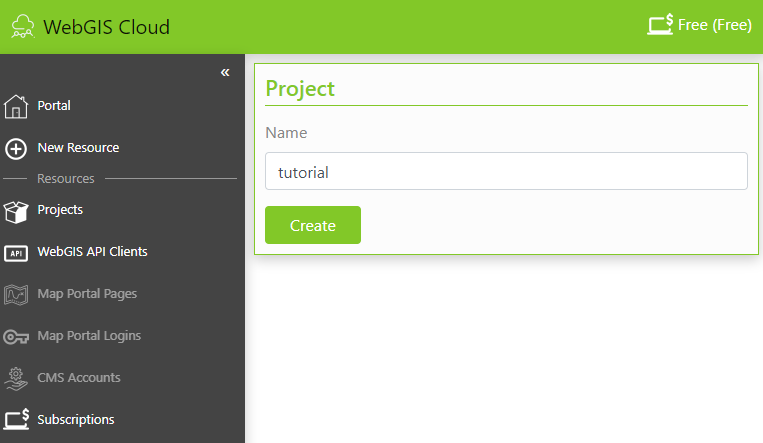 WebGIS Cloud
$ Free (Free)
«
Portal
New Resource
Resources
Projects
API WebGIS API Clients
Map Portal Pages
Map Portal Logins
CMS Accounts
$ Subscriptions
Project
Name
tutorial
Create